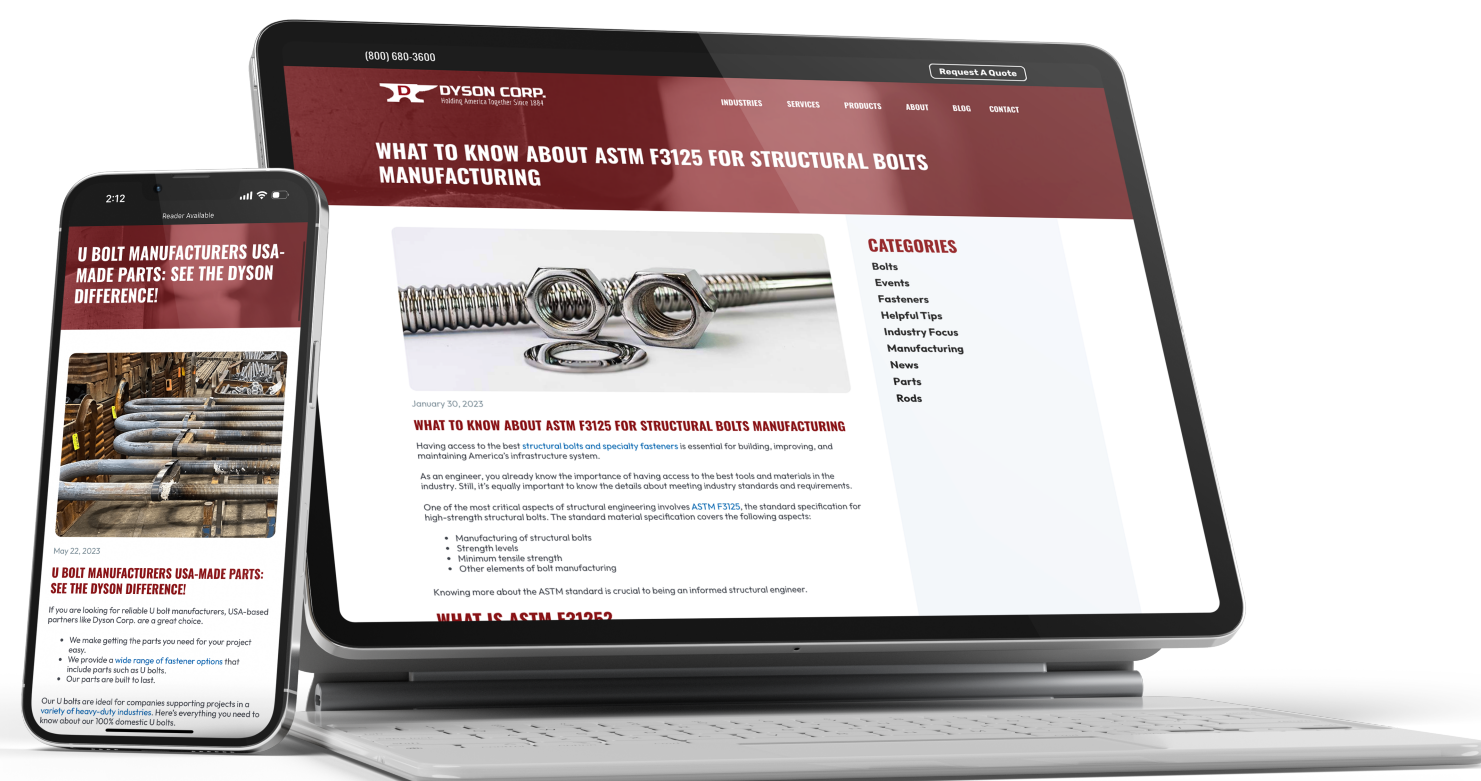 (800) 680-3600
Request A Quote
DYSON CORP.
Holding America Together Since 1884
INDUSTRIES SERVICES PRODUCTS ABOUT BLOG CONTACT
WHAT TO KNOW ABOUT ASTM F3125 FOR STRUCTURAL BOLTS
MANUFACTURING
January 30, 2023
WHAT TO KNOW ABOUT ASTM F3125 FOR STRUCTURAL BOLTS MANUFACTURING
Having access to the best structural bolts and specialty fasteners is essential for building, improving, and
maintaining America's infrastructure system.
As an engineer, you already know the importance of having access to the best tools and materials in the
industry. Still, it's equally important to know the details about meeting industry standards and requirements.
One of the most critical aspects of structural engineering involves ASTM F3125, the standard specification for
high-strength structural bolts. The standard material specification covers the following aspects:
• Manufacturing of structural bolts
• Strength levels
• Minimum tensile strength
• Other elements of bolt manufacturing
Knowing more about the ASTM standard is crucial to being an informed structural engineer.
WHAT IS ASTM F3125?
CATEGORIES
Bolts
Events
Fasteners
Helpful Tips
Industry Focus
Manufacturing
News
Parts
Rods
2:12
Reader Available
U BOLT MANUFACTURERS USA-
MADE PARTS: SEE THE DYSON
DIFFERENCE!
May 22, 2023
U BOLT MANUFACTURERS USA-MADE PARTS:
SEE THE DYSON DIFFERENCE!
If you are looking for reliable U bolt manufacturers, USA-based
partners like Dyson Corp. are a great choice.
• We make getting the parts you need for your project
easy.
• We provide a wide range of fastener options that
include parts such as U bolts.
• Our parts are built to last.
Our U bolts are ideal for companies supporting projects in a
variety of heavy-duty industries. Here's everything you need to
know about our 100% domestic U bolts.